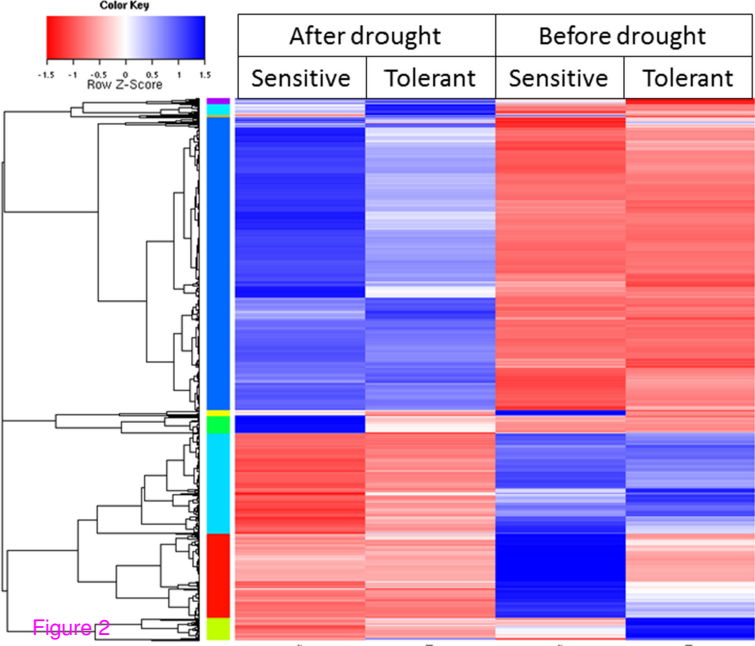 Color Key
-1.5 -1 -0.5 0 0.5 1 1.5
Row Z-Score
After drought Before drought
Sensitive Tolerant Sensitive Tolerant
Figure 2